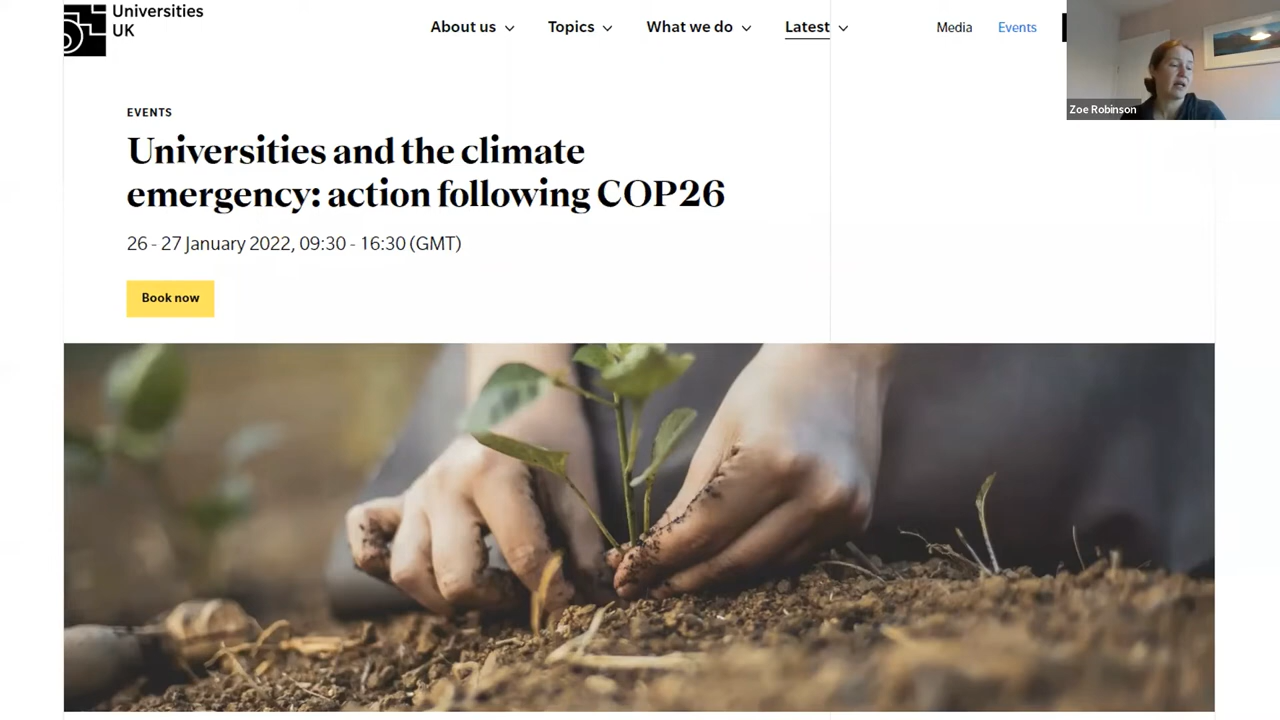 Universities
UK
About us
Topics
What we do
Latest
Media
Events
Zoe Robinson
EVENTS
Universities and the climate
emergency: action following COP26
26 - 27 January 2022, 09:30 - 16:30 (GMT)
Book now